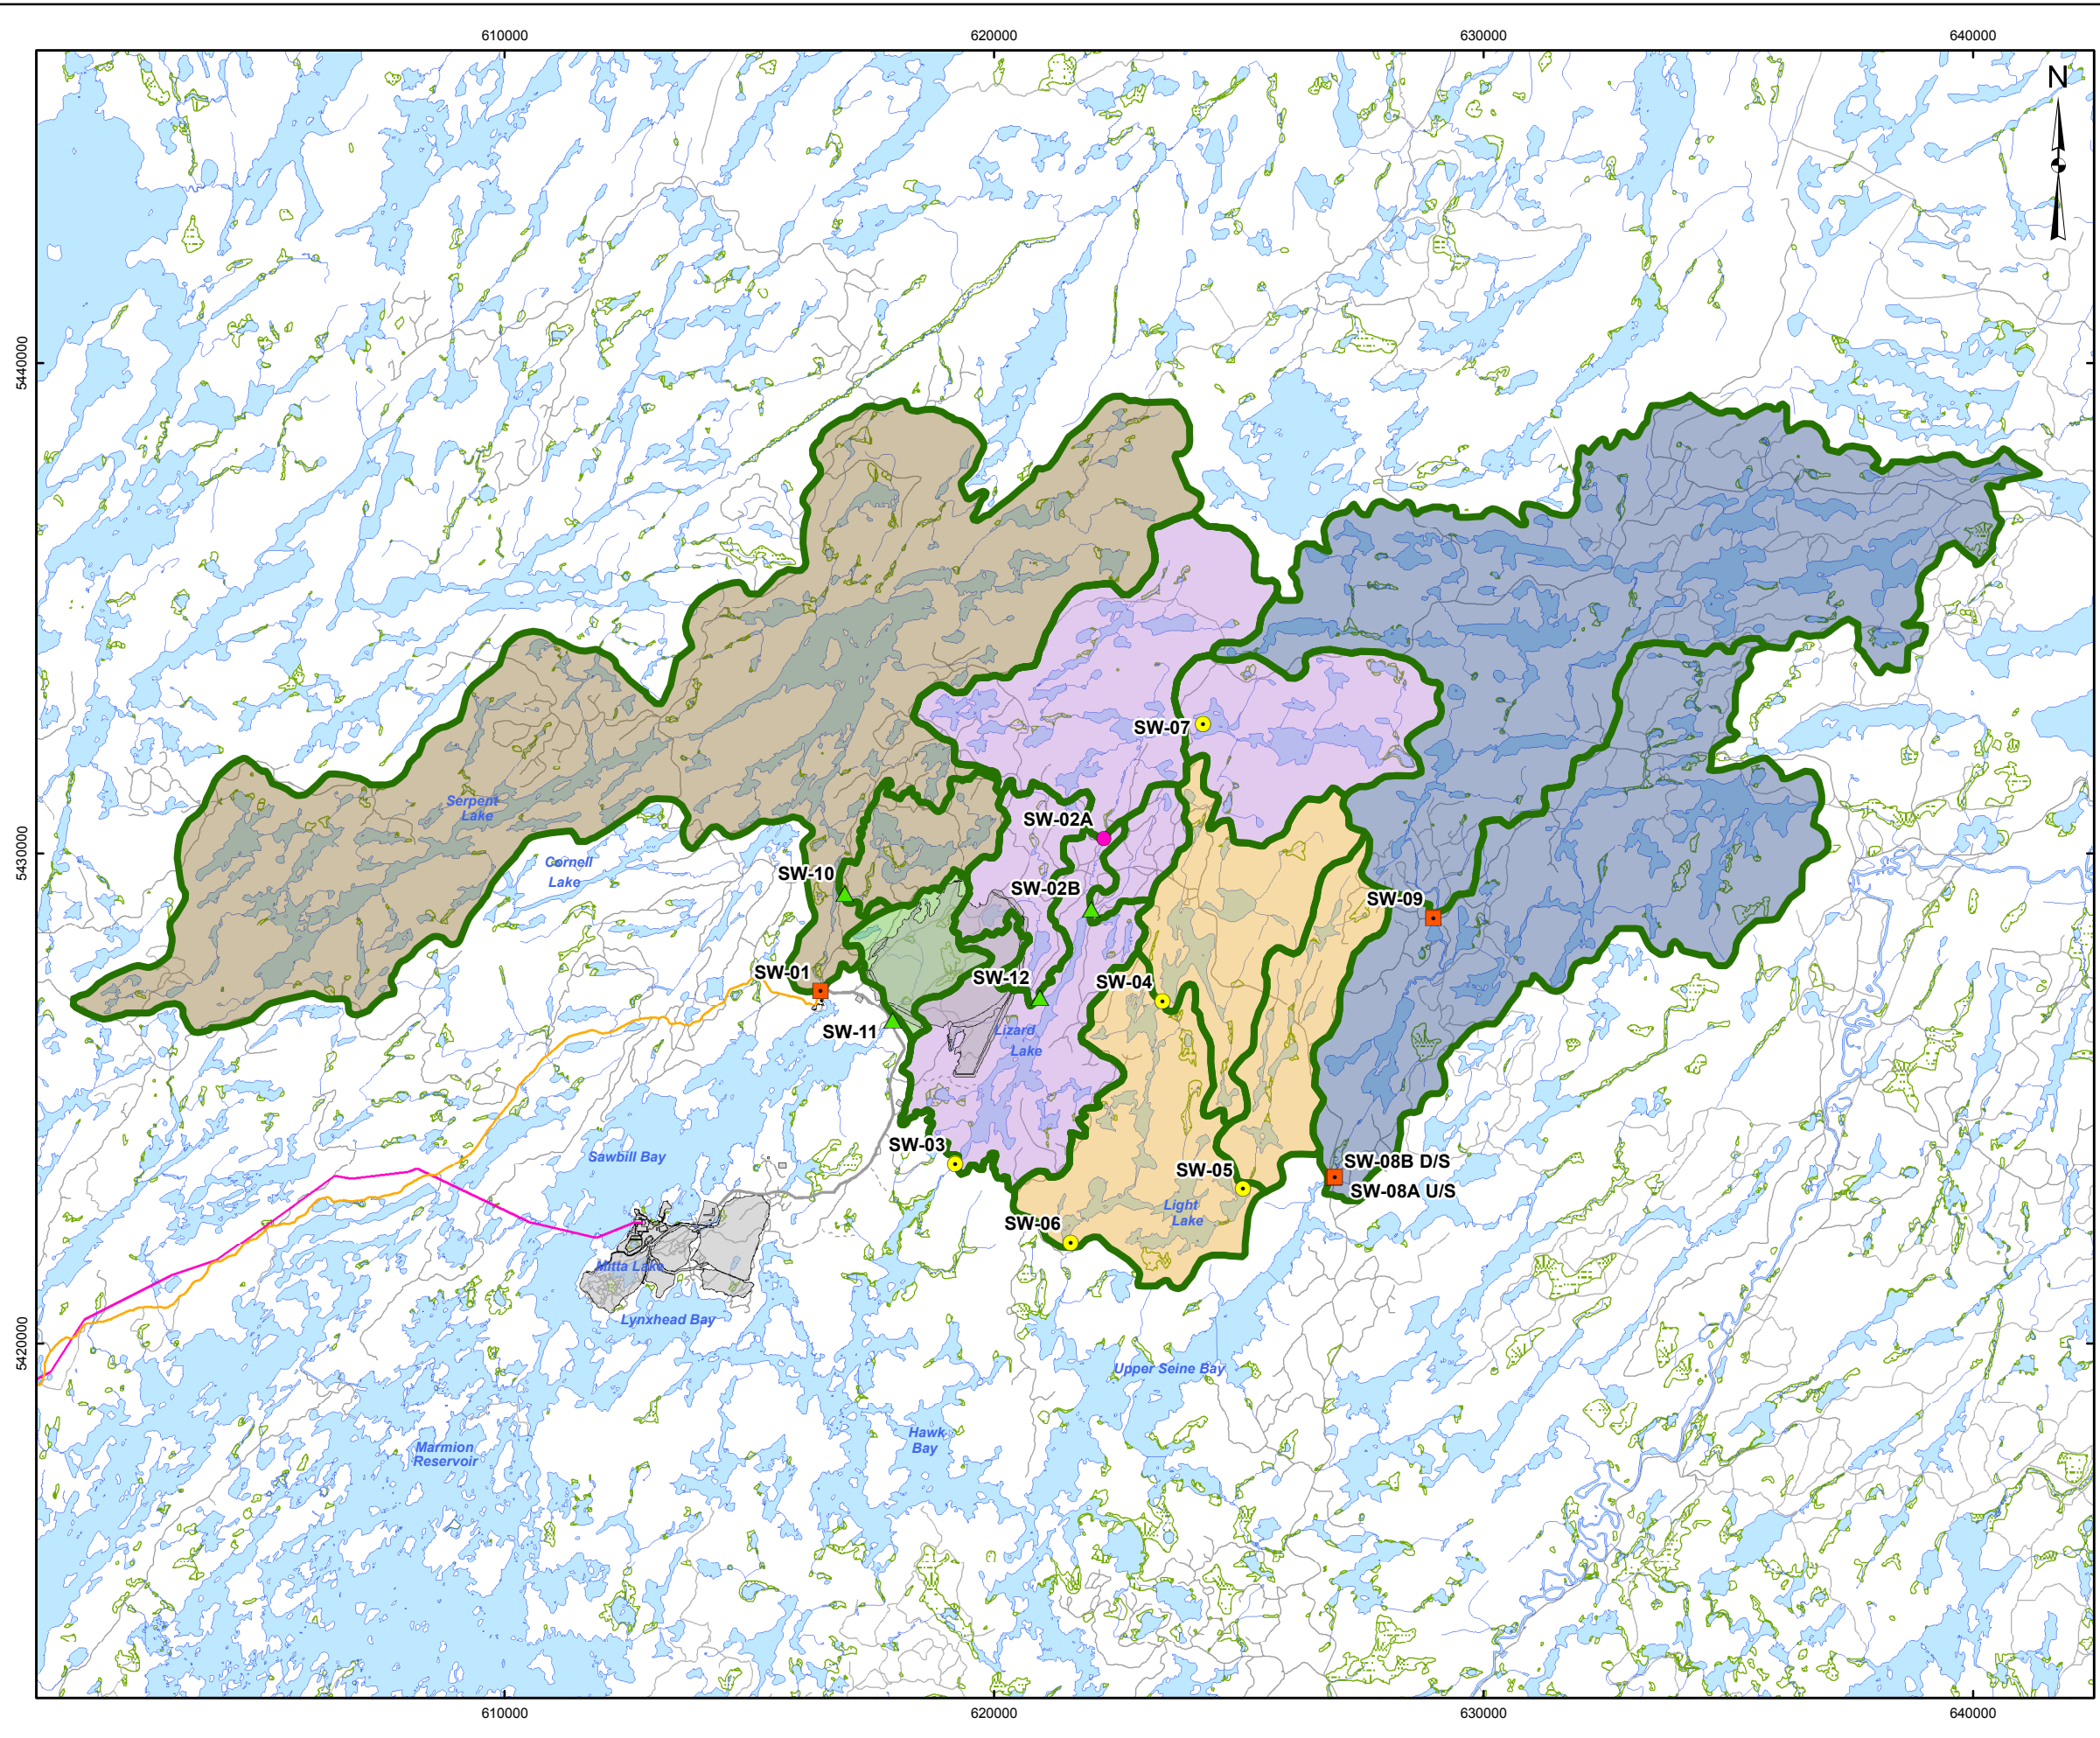 610000
620000
630000
640000
N
5440000
SW-07
Serpent
Lake
SW-02A
5430000
Cornell
Lake
SW-10
SW-02B
SW-09
SW-01
SW-12
SW-04
SW-11
Lizard
Lake
SW-03
Sawbill Bay
SW-05
SW-08B D/S
SW-08A U/S
Light
Lake
SW-06
Mitta Lake
Lynxhead Bay
5420000
Upper Seine Bay
Hawk
Bay
Marmion
Reservoir
610000
620000
630000
640000